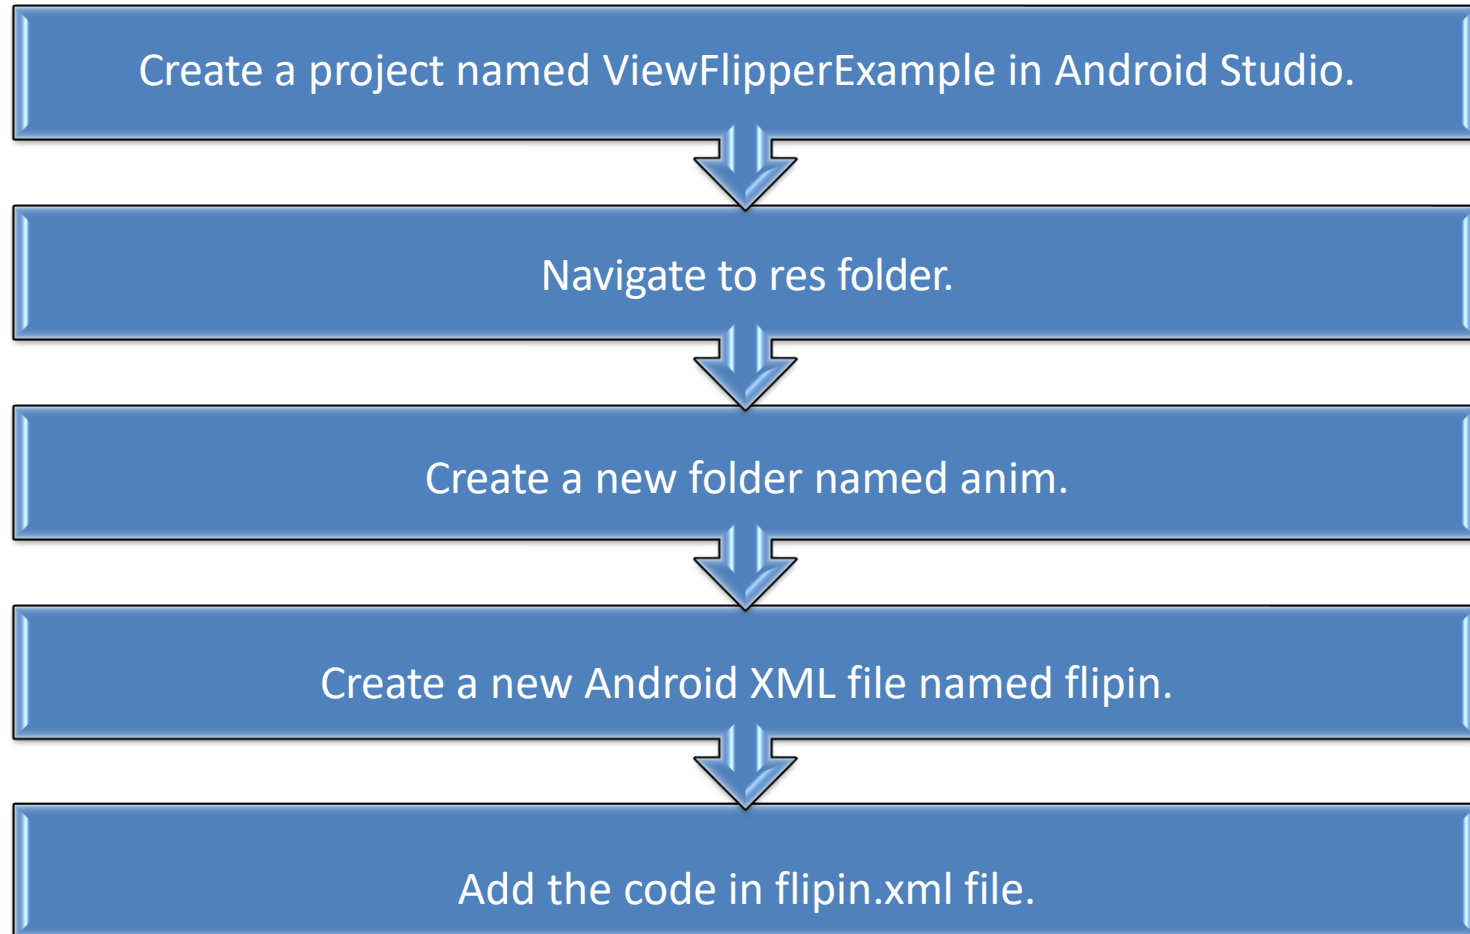 Create a project named ViewFlipperExample in Android Studio.
Navigate to res folder.
Create a new folder named anim.
Create a new Android XML file named flipin.
Add the code in flipin.xml file.